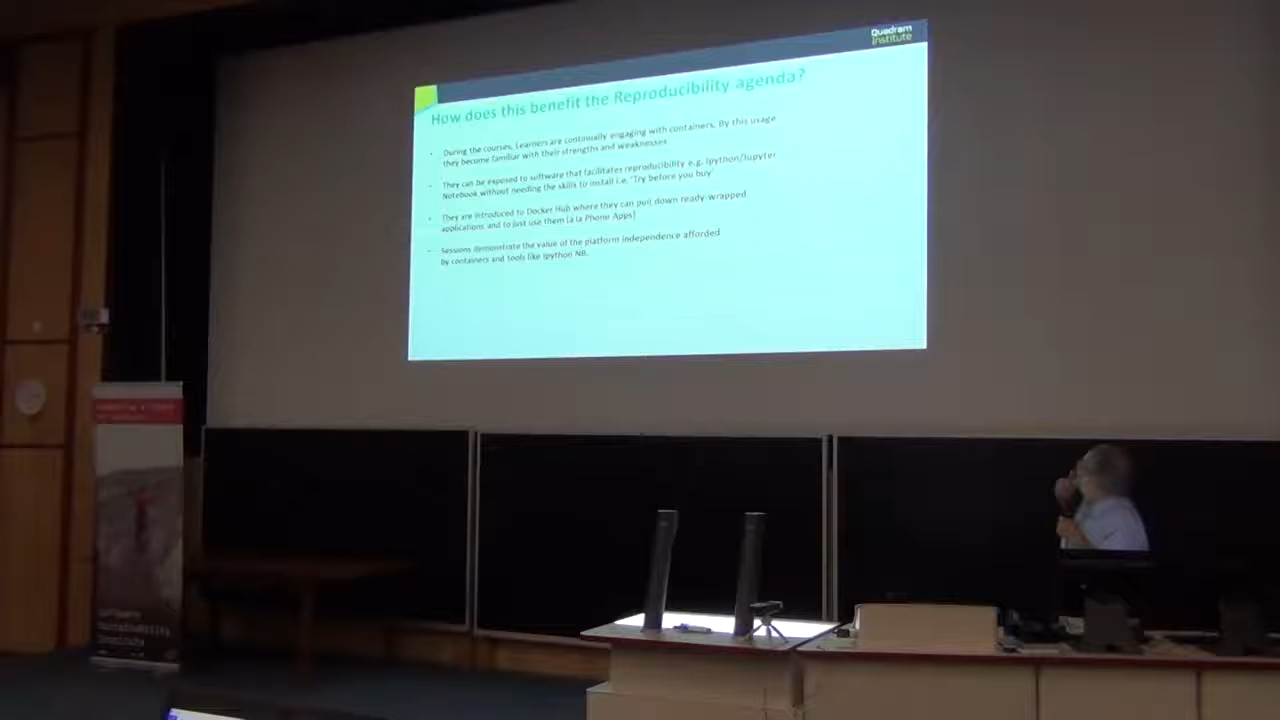 Quadram
Institute
How does this benefit the Reproducibility agenda?
During the courses, Learners are continually engaging with containers. By this usage
they become familiar with their strengths and weaknesses
They can be exposed to software that facilitates reproducibility e.g. Ipython/Jupyter
Notebook without needing the skills to install i.e. 'Try before you buy'
They are introduced to Docker Hub where they can pull down ready-wrapped
applications and to just use them (a la Phone Apps)
Sessions demonstrate the value of the platform independence afforded
by containers and tools like Ipython NB.
Software
Sustainability
Institute